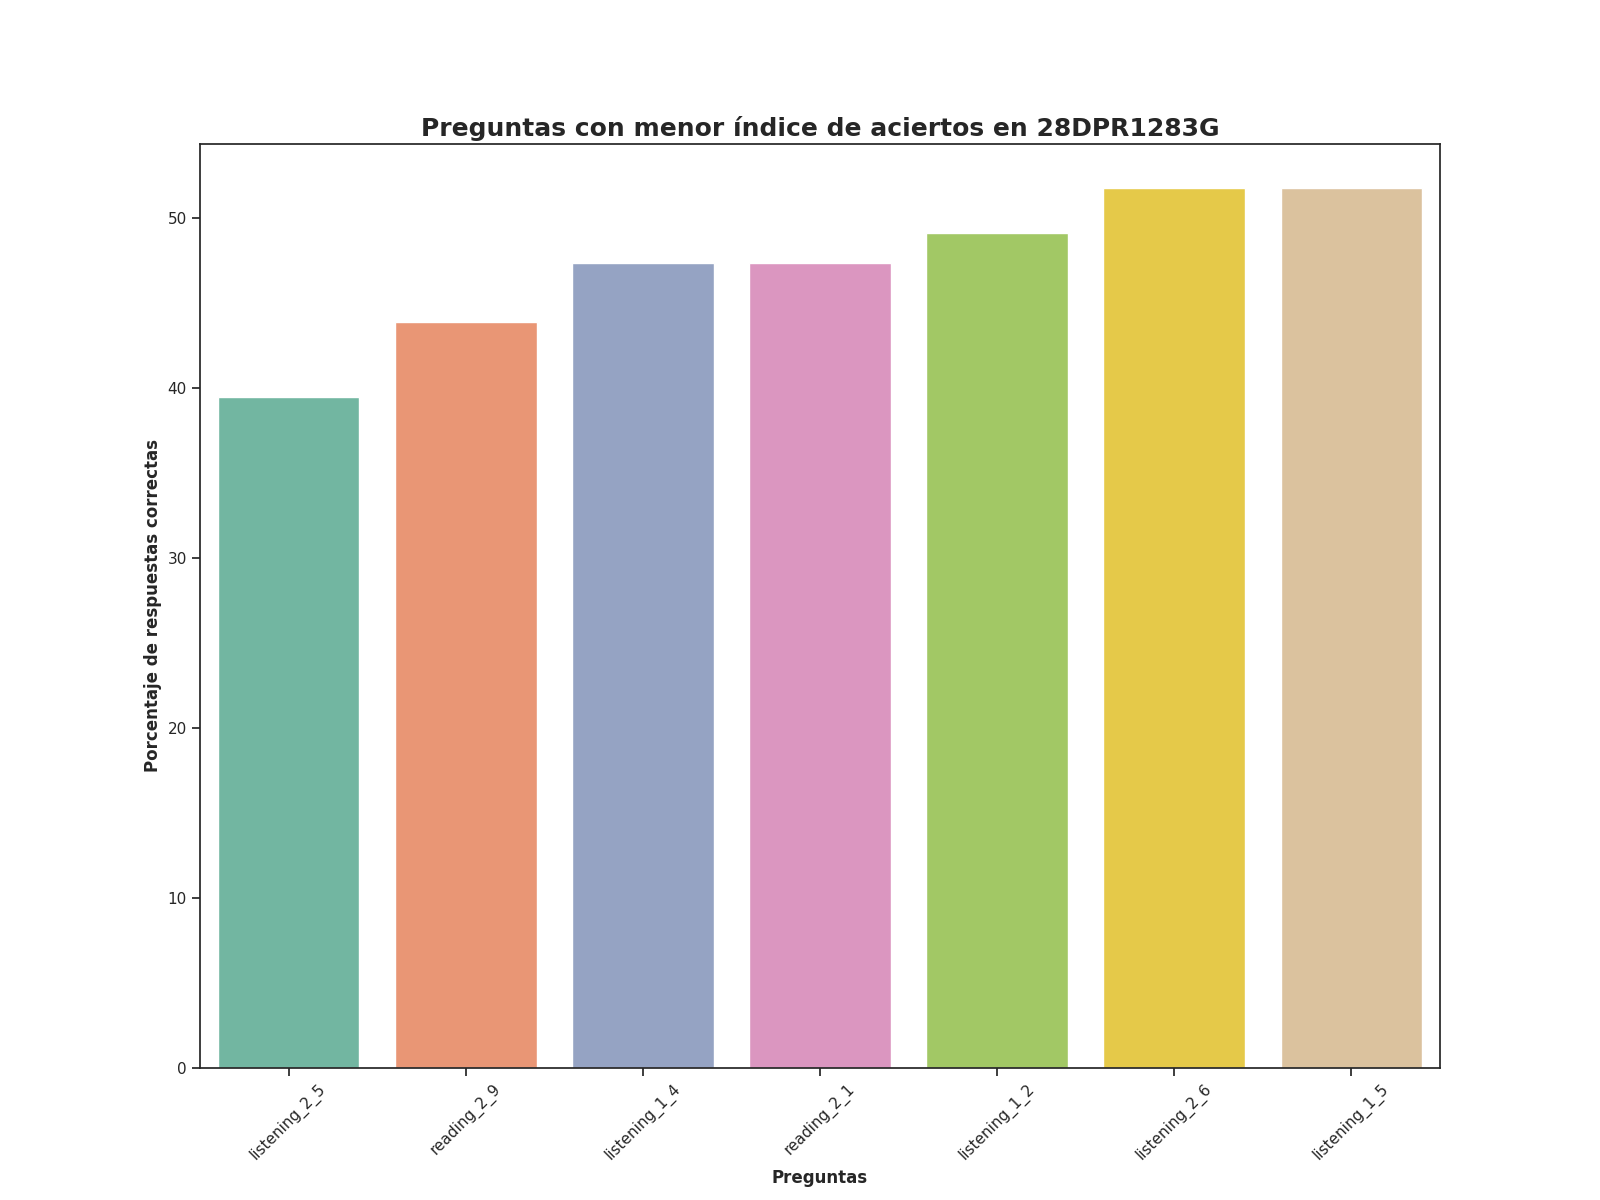 Preguntas con menor índice de aciertos en 28DPR1283G
Porcentaje de respuestas correctas
50
40
30
20
10
0
listening_2_5
reading_2_9
listening_1_4
reading_2_1
listening_1_2
listening_2_6
listening_1_5
Preguntas